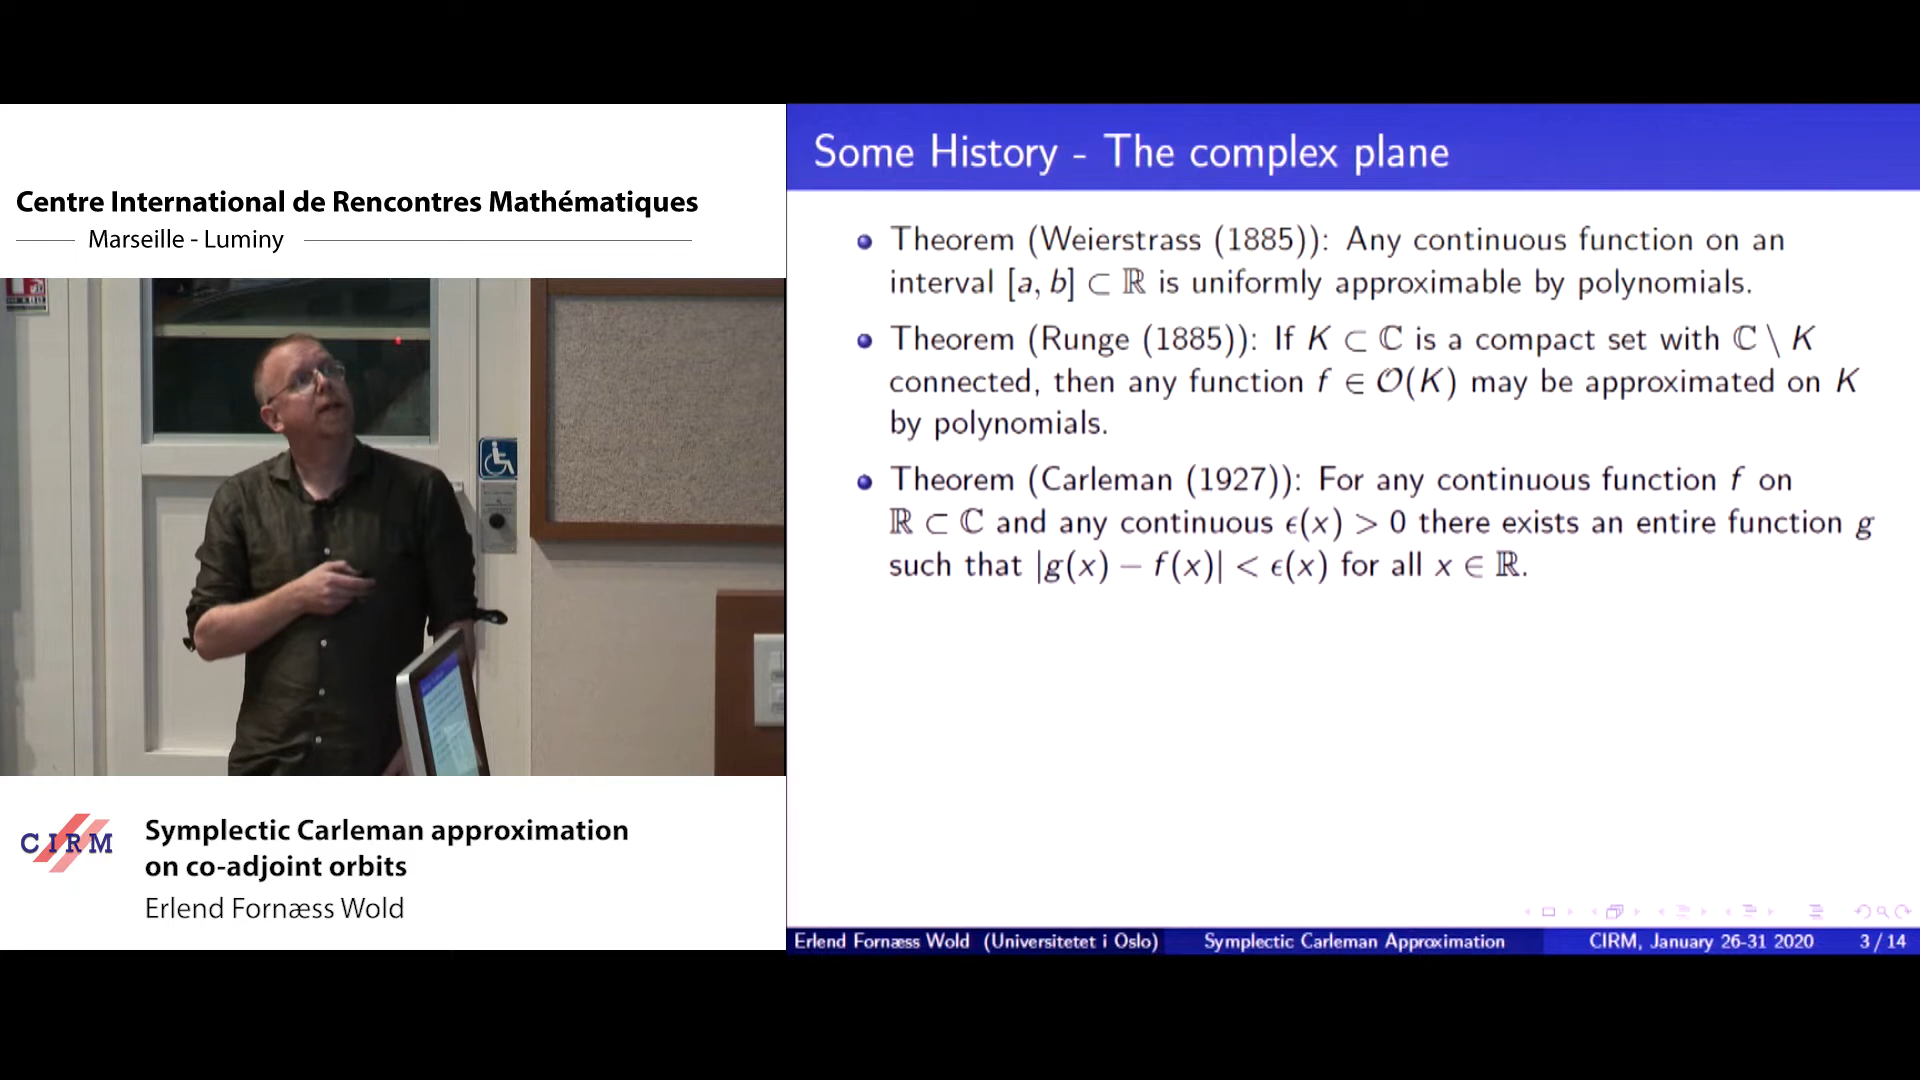 Centre International de Rencontres Mathématiques
Marseille - Luminy
CIRM
Symplectic Carleman approximation
on co-adjoint orbits
Erlend Fornæss Wold
Some History - The complex plane
Theorem (Weierstrass (1885)): Any continuous function on an
interval [a, b] ⊂ ℝ is uniformly approximable by polynomials.
Theorem (Runge (1885)): If K ⊂ ℂ is a compact set with ℂ \ K
connected, then any function f ∈ 𝒪(K) may be approximated on K
by polynomials.
Theorem (Carleman (1927)): For any continuous function f on
ℝ ⊂ ℂ and any continuous ϵ(x) > 0 there exists an entire function g
such that |g(x) − f(x)| < ϵ(x) for all x ∈ ℝ.
Erlend Fornæss Wold (Universitetet i Oslo) Symplectic Carleman Approximation CIRM, January 26-31 2020 3 / 14